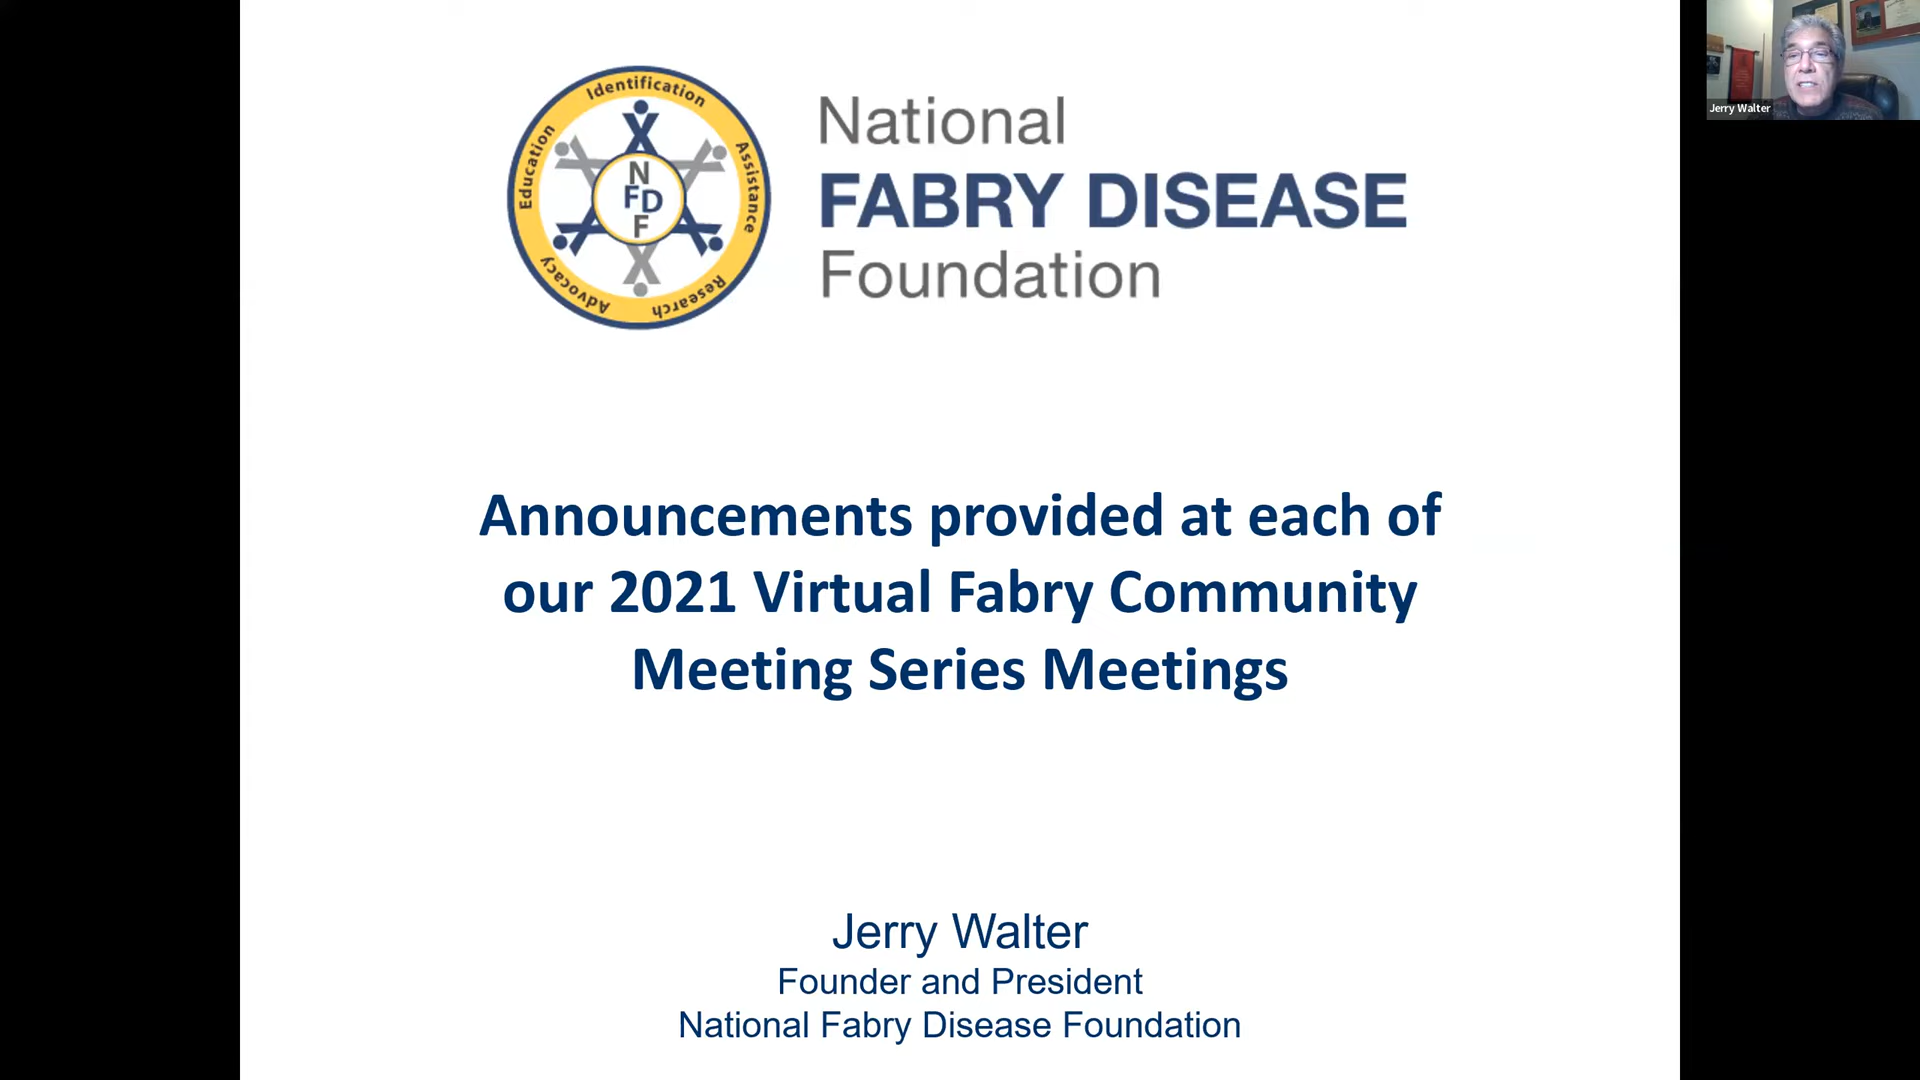 Education
Identification
Assistance
Research
Advocacy
N
FD
F
National
FABRY DISEASE
Foundation
Jerry Walter
Announcements provided at each of
our 2021 Virtual Fabry Community
Meeting Series Meetings
Jerry Walter
Founder and President
National Fabry Disease Foundation